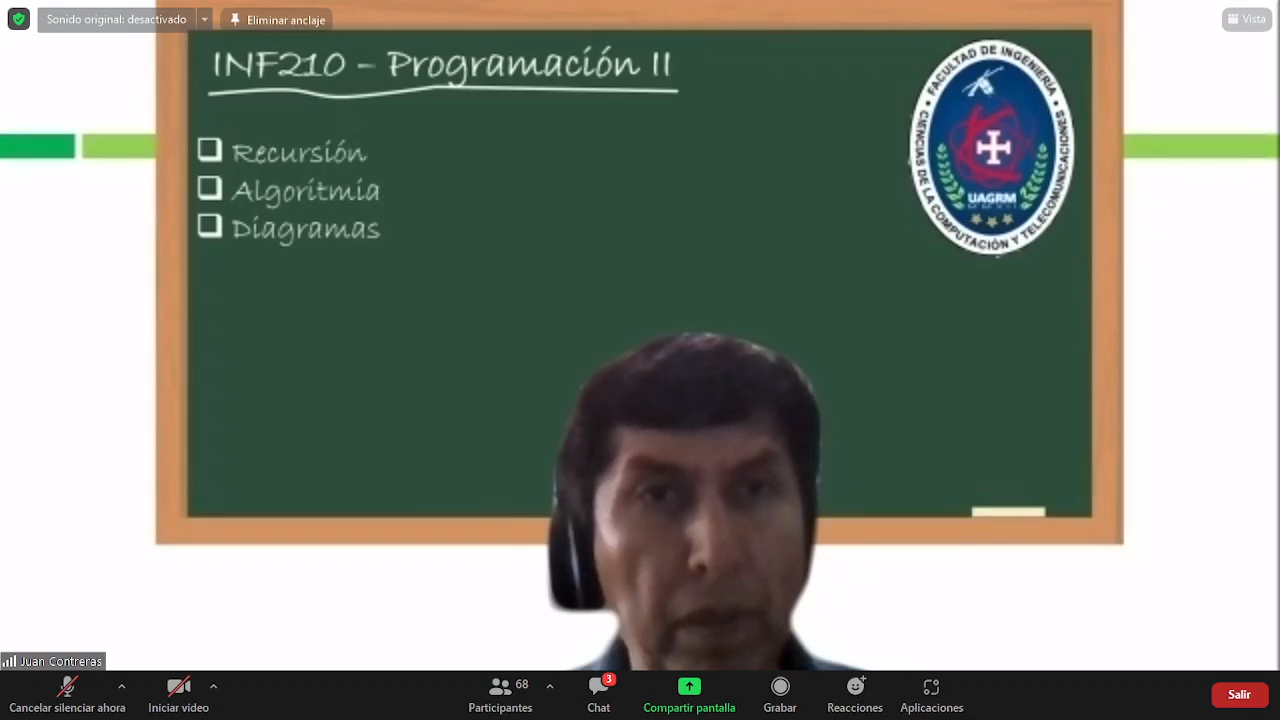 Sonido original: desactivado
Eliminar anclaje
Vista
INF210 - Programación II
Recursión
Algoritmia
Diagramas
FACULTAD DE INGENIERÍA
CIENCIAS DE LA COMPUTACIÓN Y TELECOMUNICACIONES
UAGRM
Juan Contreras
Cancelar silenciar ahora
Iniciar video
68
Participantes
3
Chat
Compartir pantalla
Grabar
Reacciones
Aplicaciones
Salir